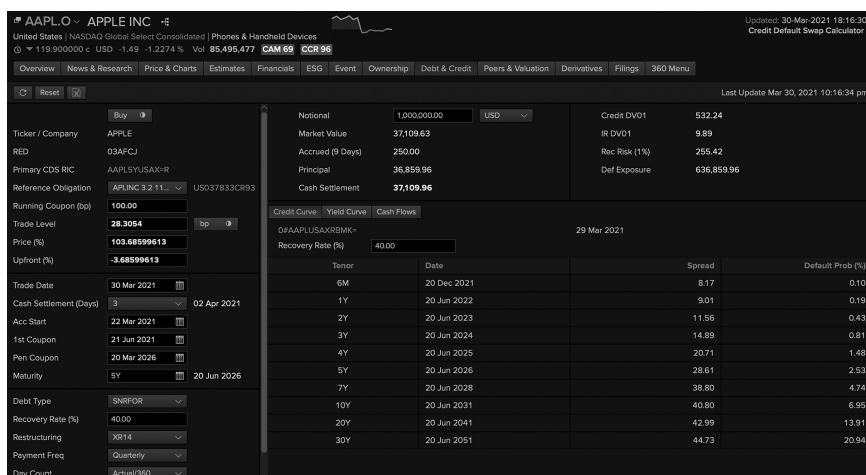 AAPL.O APPLE INC
Updated: 30-Mar-2021 18:16:30
United States | NASDAQ Global Select Consolidated | Phones & Handheld Devices
Credit Default Swap Calculator
119.900000 c USD -1.49 -1.2274 % Vol 85,495,477 CAM 69 CCR 96
Overview News & Research Price & Charts Estimates Financials ESG Event Ownership Debt & Credit Peers & Valuation Derivatives Filings 360 Menu
Reset
Last Update Mar 30, 2021 10:16:34 pm
Buy
Ticker / Company APPLE
RED 03AFCJ
Primary CDS RIC AAPL5YUSAX=R
Reference Obligation APLINC 3.2 11... US037833CR93
Running Coupon (bp) 100.00
Trade Level 28.3054 bp
Price (%) 103.68599613
Upfront (%) -3.68599613
Trade Date 30 Mar 2021
Cash Settlement (Days) 3 02 Apr 2021
Acc Start 22 Mar 2021
1st Coupon 21 Jun 2021
Pen Coupon 20 Mar 2026
Maturity 5Y 20 Jun 2026
Debt Type SNRFOR
Recovery Rate (%) 40.00
Restructuring XR14
Payment Freq Quarterly
Day Count Actual/360
Notional 1,000,000.00 USD
Market Value 37,109.63
Accrued (9 Days) 250.00
Principal 36,859.96
Cash Settlement 37,109.96
Credit DV01 532.24
IR DV01 9.89
Rec Risk (1%) 255.42
Def Exposure 636,859.96
Credit Curve Yield Curve Cash Flows
0#AAPLUSAXRBMK= 29 Mar 2021
Recovery Rate (%) 40.00
Tenor Date Spread Default Prob (%)
6M 20 Dec 2021 8.17 0.10
1Y 20 Jun 2022 9.01 0.19
2Y 20 Jun 2023 11.56 0.43
3Y 20 Jun 2024 14.89 0.81
4Y 20 Jun 2025 20.71 1.48
5Y 20 Jun 2026 28.61 2.53
7Y 20 Jun 2028 38.80 4.74
10Y 20 Jun 2031 40.80 6.95
20Y 20 Jun 2041 42.99 13.91
30Y 20 Jun 2051 44.73 20.94